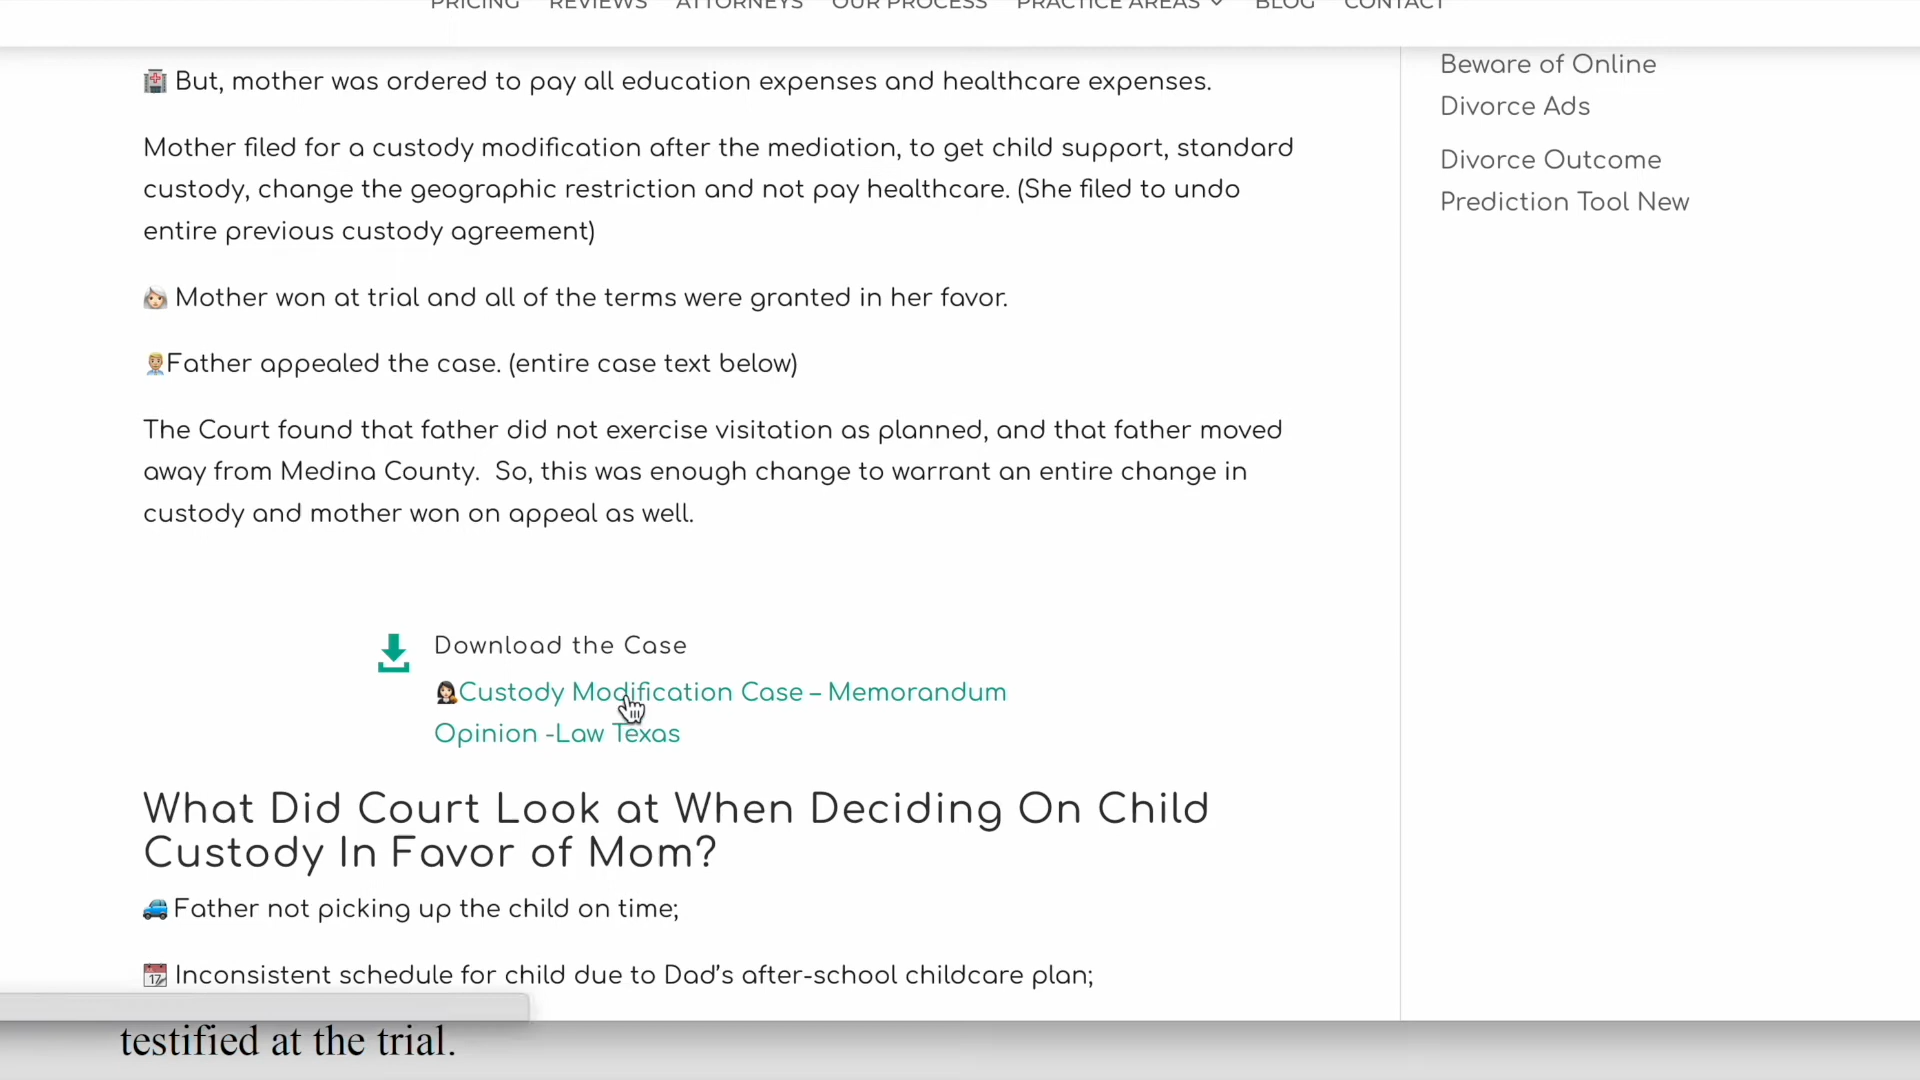 PRICING REVIEWS ATTORNEYS OUR PROCESS PRACTICE AREAS BLOG CONTACT
But, mother was ordered to pay all education expenses and healthcare expenses.
Mother filed for a custody modification after the mediation, to get child support, standard
custody, change the geographic restriction and not pay healthcare. (She filed to undo
entire previous custody agreement)
Mother won at trial and all of the terms were granted in her favor.
Father appealed the case. (entire case text below)
The Court found that father did not exercise visitation as planned, and that father moved
away from Medina County. So, this was enough change to warrant an entire change in
custody and mother won on appeal as well.
Download the Case
Custody Modification Case – Memorandum
Opinion -Law Texas
What Did Court Look at When Deciding On Child
Custody In Favor of Mom?
Father not picking up the child on time;
Inconsistent schedule for child due to Dad's after-school childcare plan;
Beware of Online
Divorce Ads
Divorce Outcome
Prediction Tool New
testified at the trial.